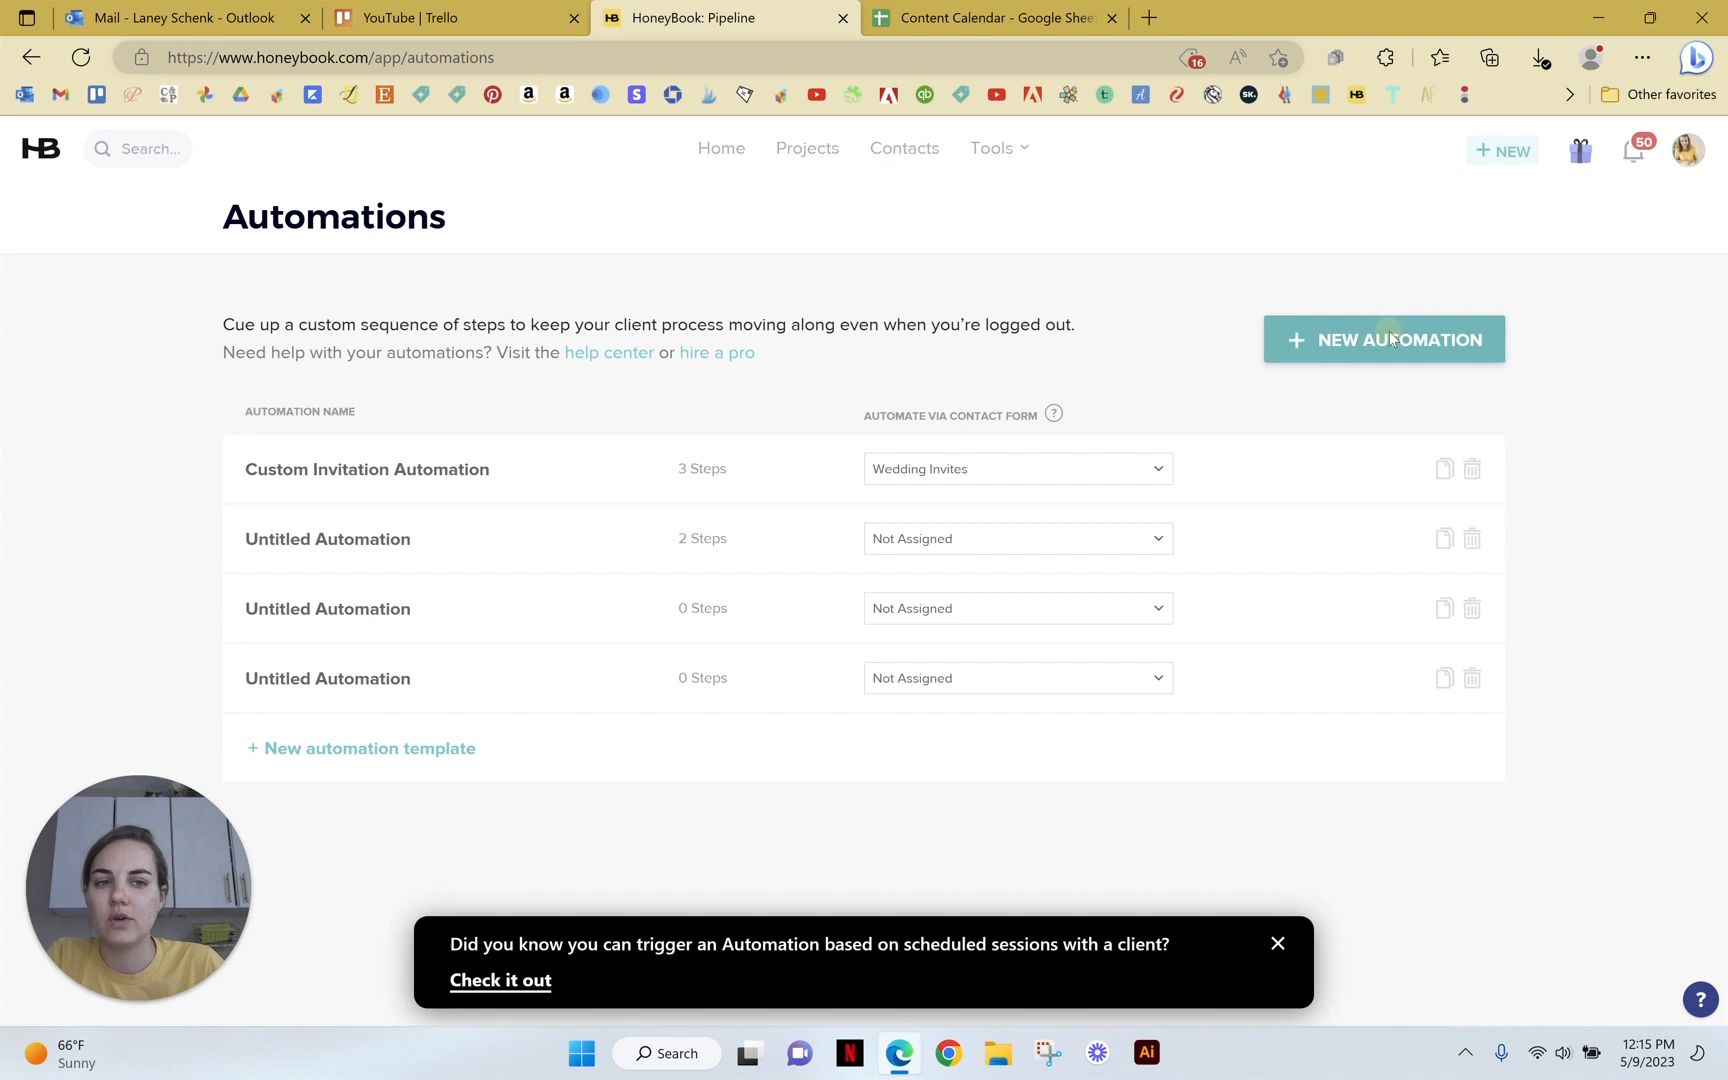 Mail - Laney Schenk - Outlook
YouTube | Trello
HB HoneyBook: Pipeline
Content Calendar - Google Shee
https://www.honeybook.com/app/automations
16
Other favorites
HB
Search...
Home
Projects
Contacts
Tools
+ NEW
50
Automations
Cue up a custom sequence of steps to keep your client process moving along even when you’re logged out.
Need help with your automations? Visit the help center or hire a pro
+ NEW AUTOMATION
AUTOMATION NAME
AUTOMATE VIA CONTACT FORM ?
Custom Invitation Automation
3 Steps
Wedding Invites
Untitled Automation
2 Steps
Not Assigned
Untitled Automation
0 Steps
Not Assigned
Untitled Automation
0 Steps
Not Assigned
+ New automation template
Did you know you can trigger an Automation based on scheduled sessions with a client?
Check it out
?
66°F
Sunny
Search
N
Ai
12:15 PM
5/9/2023